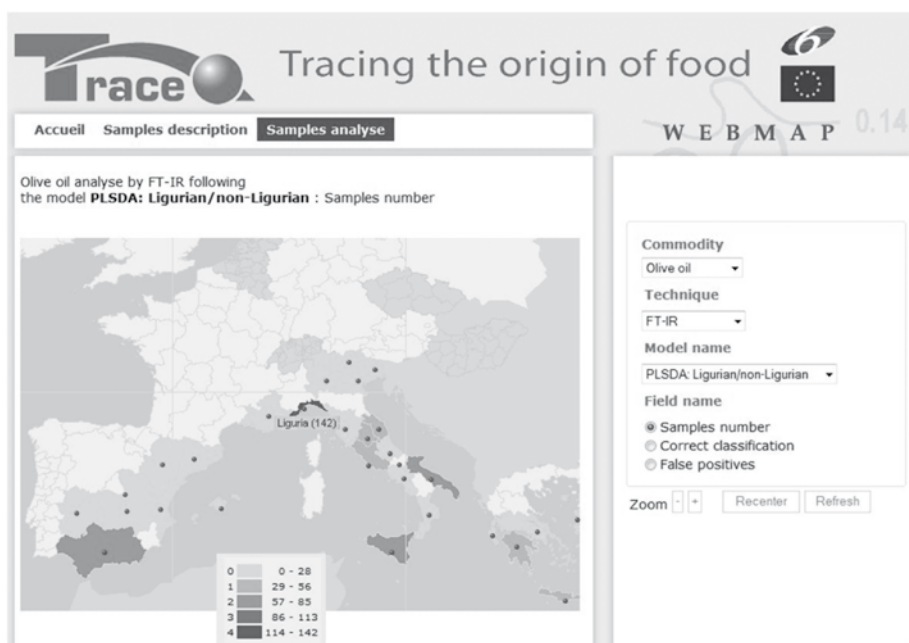 Trace
Tracing the origin of food
6
WEBMAP
0.14
Accueil Samples description Samples analyse
Olive oil analyse by FT-IR following
the model PLSDA: Ligurian/non-Ligurian : Samples number
Liguria (142)
0 0 - 28
1 29 - 56
2 57 - 85
3 86 - 113
4 114 - 142
Commodity
Olive oil
Technique
FT-IR
Model name
PLSDA: Ligurian/non-Ligurian
Field name
Samples number
Correct classification
False positives
Zoom - + Recenter Refresh